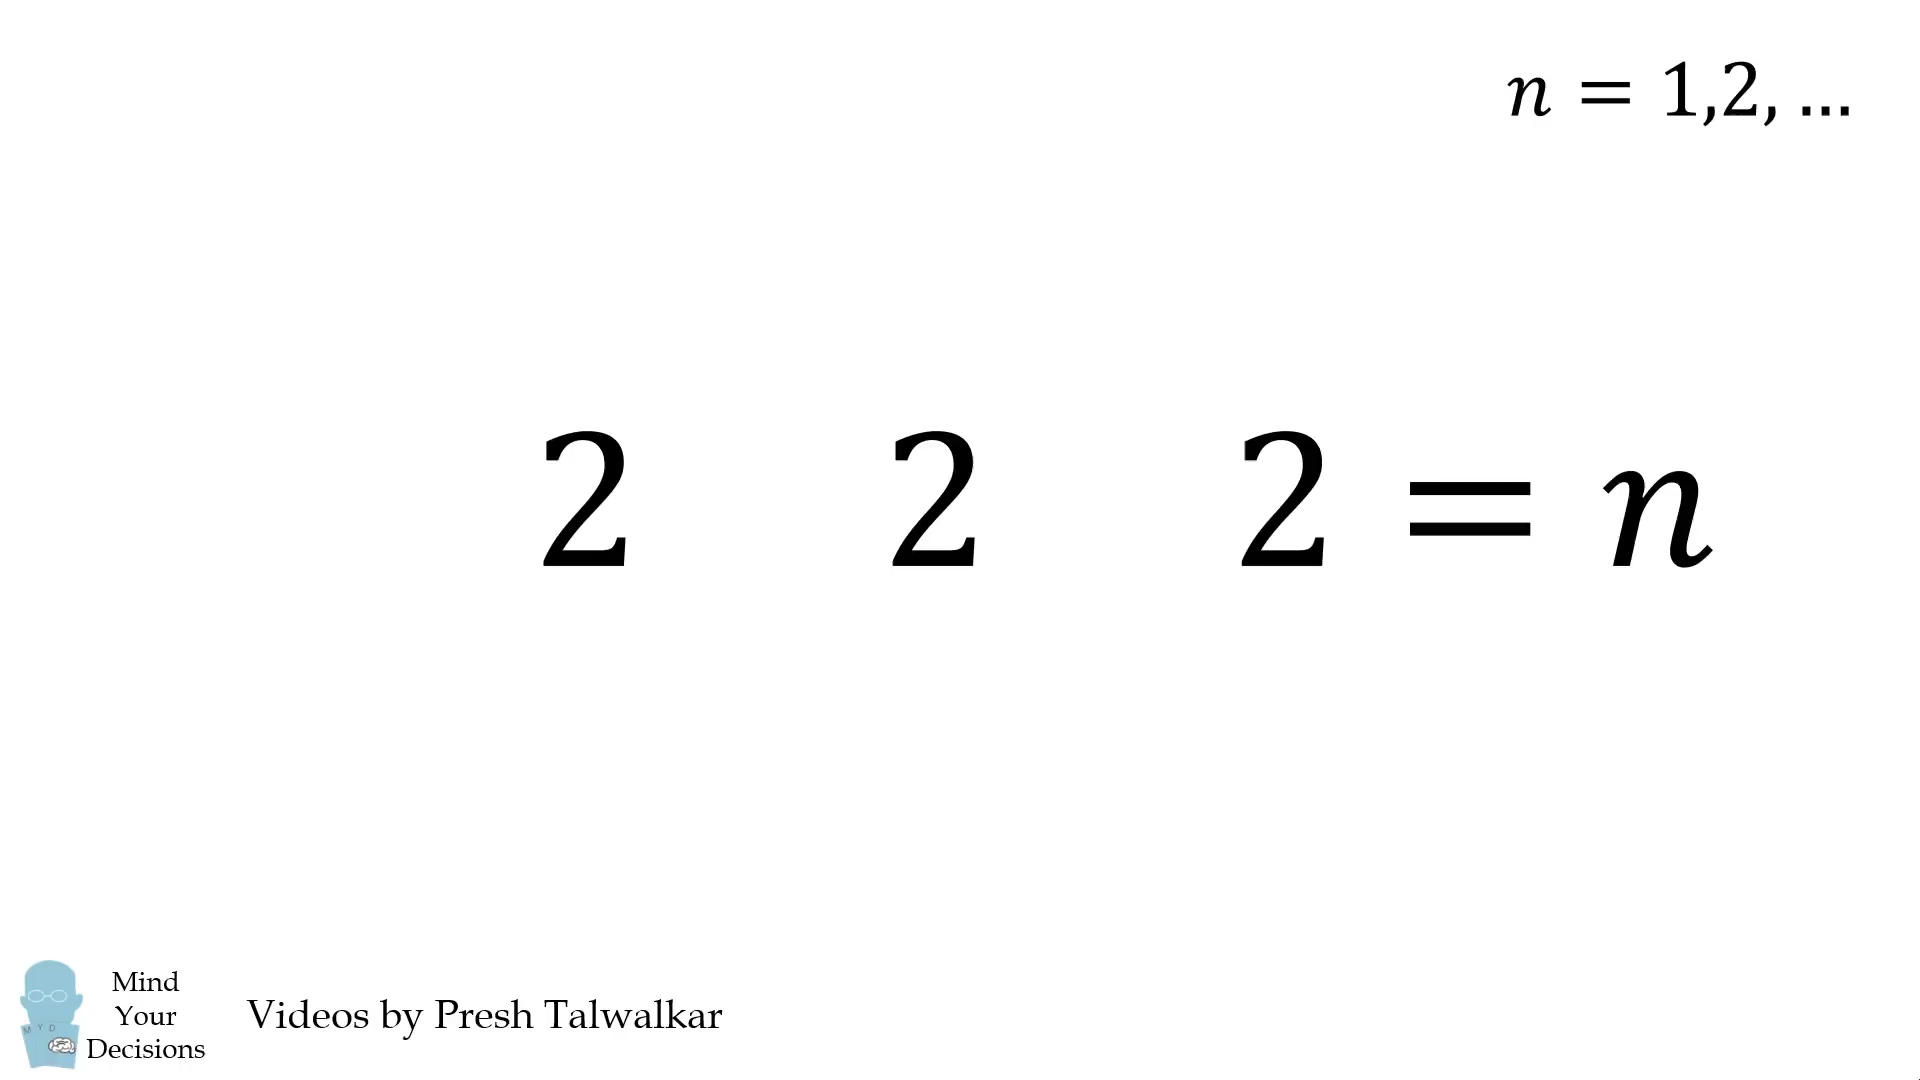 n = 1,2, ...
2 2 2 = n
Mind
Your
Decisions
M Y D
Videos by Presh Talwalkar